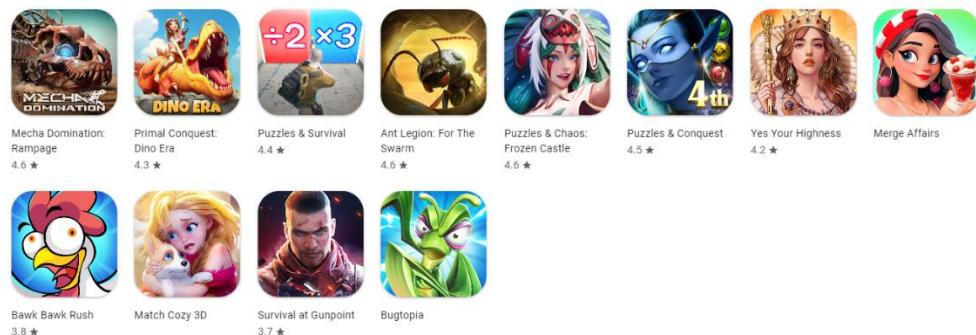 ÷2 ×3
MECHA
DOMINATION
DINO ERA
4th
Mecha Domination:
Rampage
4.6 ★
Primal Conquest:
Dino Era
4.3 ★
Puzzles & Survival
4.4 ★
Ant Legion: For The
Swarm
4.6 ★
Puzzles & Chaos:
Frozen Castle
4.6 ★
Puzzles & Conquest
4.5 ★
Yes Your Highness
4.2 ★
Merge Affairs
Bawk Bawk Rush
3.8 ★
Match Cozy 3D
Survival at Gunpoint
3.7 ★
Bugtopia